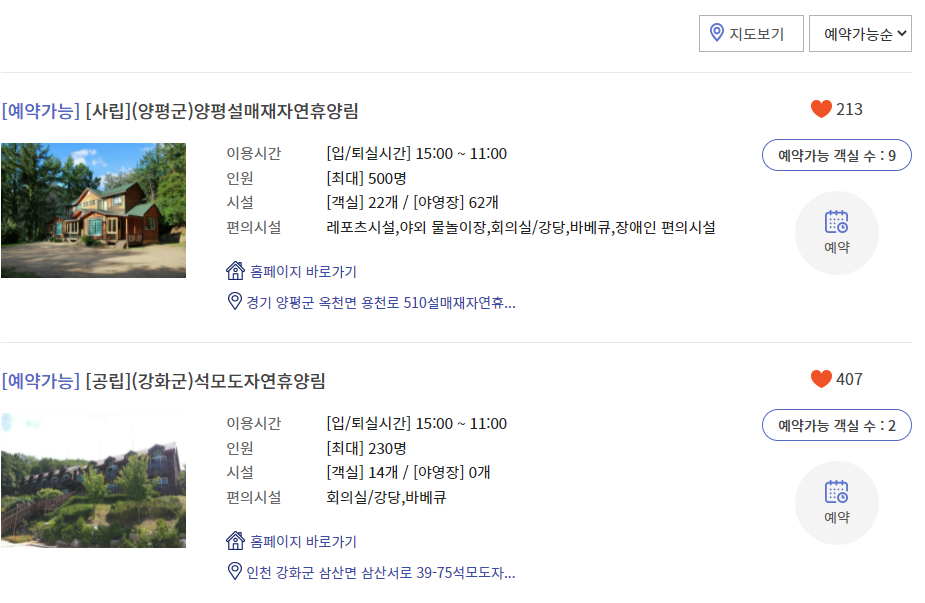 지도보기
예약가능순
[예약가능] [사립](양평군)양평설매재자연휴양림
213
이용시간 [입/퇴실시간] 15:00 ~ 11:00
예약가능 객실 수 : 9
인원 [최대] 500명
시설 [객실] 22개 / [야영장] 62개
편의시설 레포츠시설,야외 물놀이장,회의실/강당,바베큐,장애인 편의시설
예약
홈페이지 바로가기
경기 양평군 옥천면 용천로 510설매재자연휴...
[예약가능] [공립](강화군)석모도자연휴양림
407
이용시간 [입/퇴실시간] 15:00 ~ 11:00
예약가능 객실 수 : 2
인원 [최대] 230명
시설 [객실] 14개 / [야영장] 0개
편의시설 회의실/강당,바베큐
예약
홈페이지 바로가기
인천 강화군 삼산면 삼산서로 39-75석모도자...